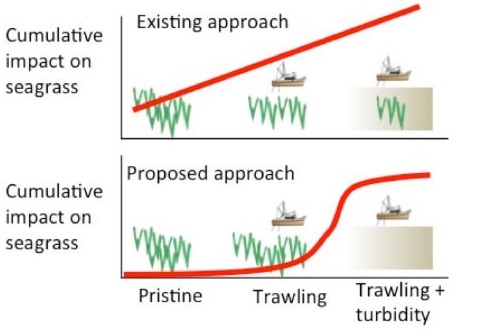 Existing approach
Cumulative
impact on
seagrass
Proposed approach
Cumulative
impact on
seagrass
Pristine
Trawling
Trawling +
turbidity